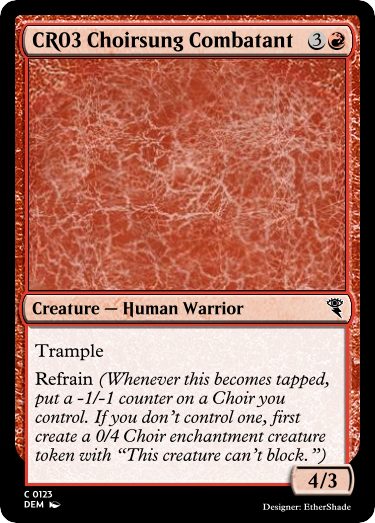 CR03 Choirsung Combatant 3
Creature — Human Warrior
Trample
Refrain (Whenever this becomes tapped,
put a -1/-1 counter on a Choir you
control. If you don't control one, first
create a 0/4 Choir enchantment creature
token with “This creature can't block.”)
4/3
C 0123
DEM
Designer: EtherShade